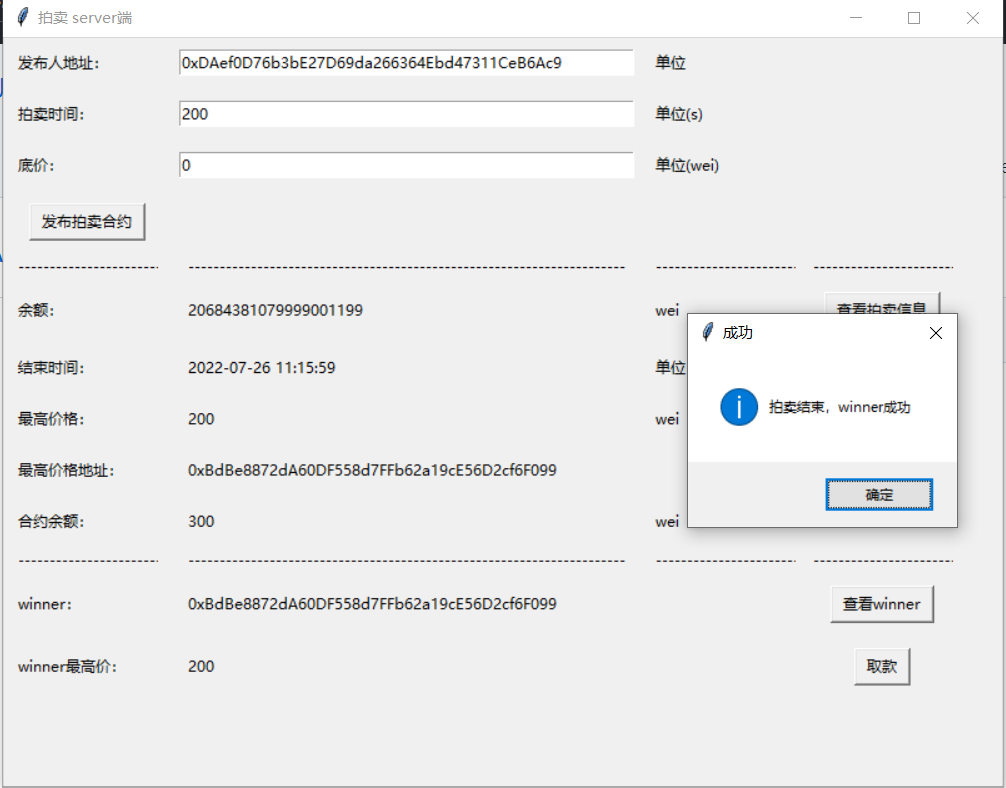 拍卖 server端
发布人地址： 0xDAef0D76b3bE27D69da266364Ebd47311CeB6Ac9 单位
拍卖时间： 200 单位(s)
底价： 0 单位(wei)
发布拍卖合约
余额： 20684381079999001199 wei 查看拍卖信息
成功
结束时间： 2022-07-26 11:15:59 单位
拍卖结束，winner成功
最高价格： 200 wei
最高价格地址： 0xBdBe8872dA60DF558d7FFb62a19cE56D2cf6F099
确定
合约余额： 300 wei
winner： 0xBdBe8872dA60DF558d7FFb62a19cE56D2cf6F099 查看winner
winner最高价： 200 取款